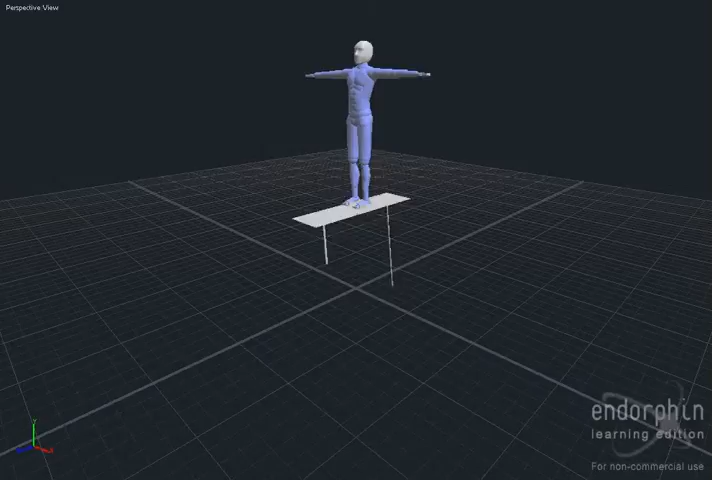 Perspective View
endorphin
learning edition
For non-commercial use